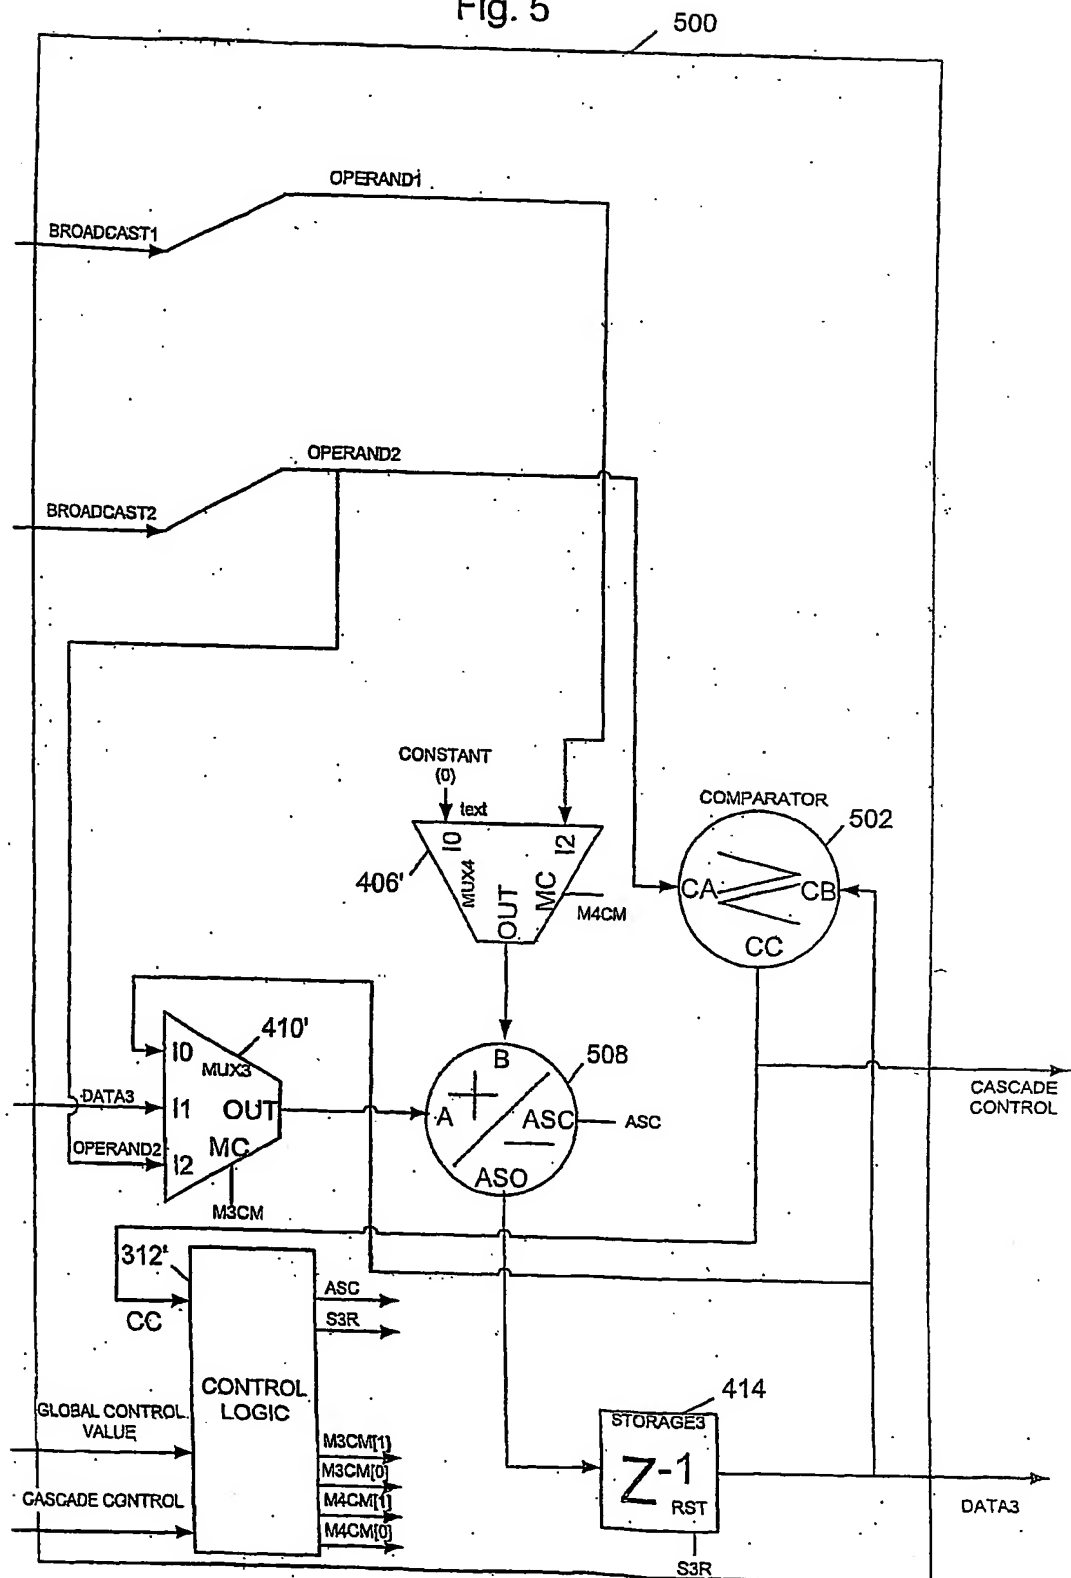 Fig. 5
500
OPERAND1
BROADCAST1
OPERAND2
BROADCAST2
CONSTANT
(0)
text
I0
I2
MUX4
MC
OUT
406'
M4CM
COMPARATOR
502
CA
CB
CC
410'
I0
MUX3
DATA3
I1
OUT
MC
OPERAND2
I2
M3CM
B
508
A
ASC
ASC
ASO
CASCADE
CONTROL
312'
CC
ASC
S3R
CONTROL
LOGIC
GLOBAL CONTROL
VALUE
M3CM[1]
M3CM[0]
CASCADE CONTROL
M4CM[1]
M4CM[0]
414
STORAGE3
Z-1
RST
S3R
DATA3